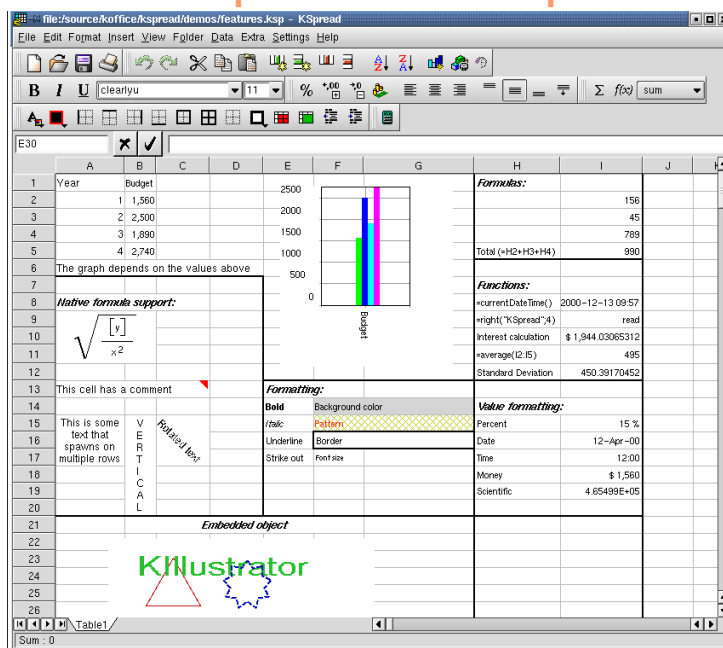 file:/source/koffice/kspread/demos/features.ksp - KSpread
File Edit Format Insert View Folder Data Extra Settings Help
B I U clearlyu 11 % Σ f(x) sum
E30
A B C D E F G H I J
1 Year Budget 2500 Formulas:
2 1 1,560 2000 156
3 2 2,500 1500 45
4 3 1,890 789
5 4 2,740 1000 Total (=H2+H3+H4) 990
6 The graph depends on the values above 500
7 Functions:
8 Native formula support: 0 =currentDateTime() 2000-12-13 09:57
9 [y] Budget =right("KSpread";4) read
10 x2 Interest calculation $ 1,944.03065312
11 =average(I2:I5) 495
12 Standard Deviation 450.39170452
13 This cell has a comment Formatting:
14 Bold Background color Value formatting:
15 This is some text that spawns on multiple rows VERTICAL Rotated text Italic Pattern Percent 15 %
16 Underline Border Date 12-Apr-00
17 Strike out Font size Time 12:00
18 Money $ 1,560
19 Scientific 4.65499E+05
20
21 Embedded object
22
23 KIllustrator
24
25
26
Table1
Sum : 0